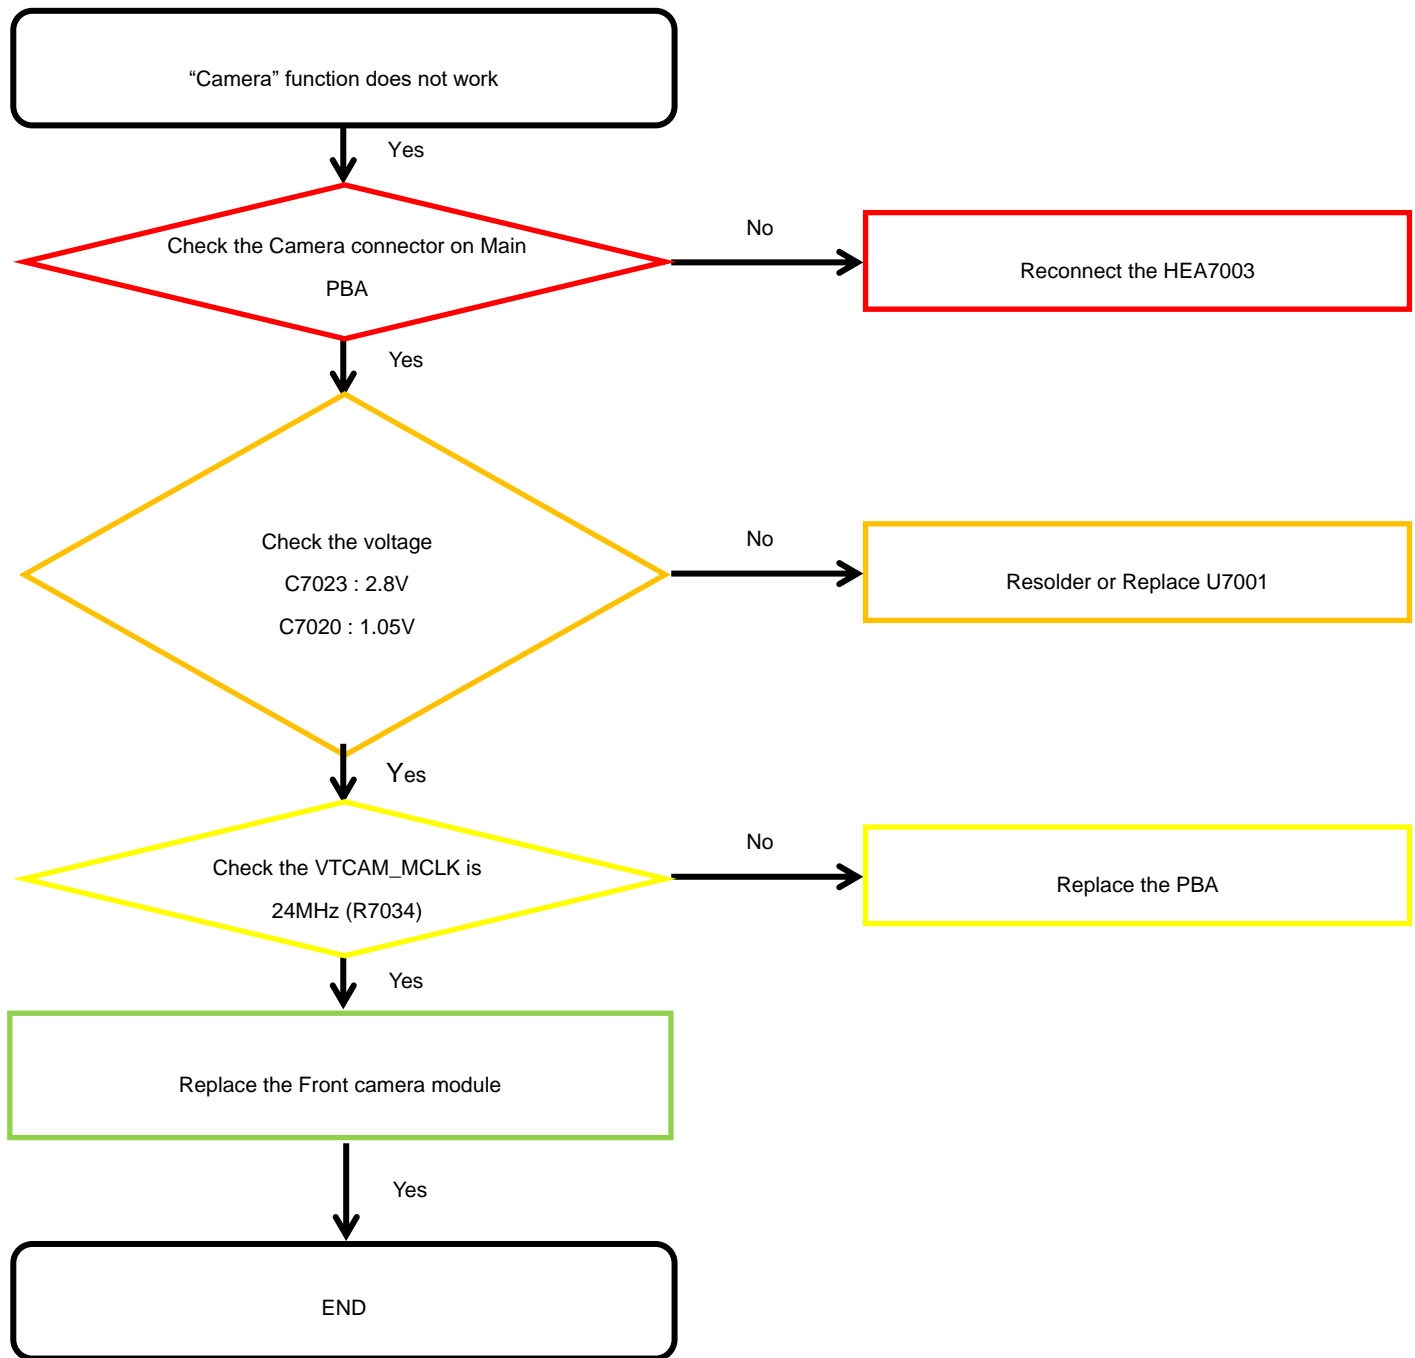 “Camera” function does not work
Yes
Check the Camera connector on Main
PBA
No
Reconnect the HEA7003
Yes
Check the voltage
C7023 : 2.8V
C7020 : 1.05V
No
Resolder or Replace U7001
Yes
Check the VTCAM_MCLK is
24MHz (R7034)
No
Replace the PBA
Yes
Replace the Front camera module
Yes
END